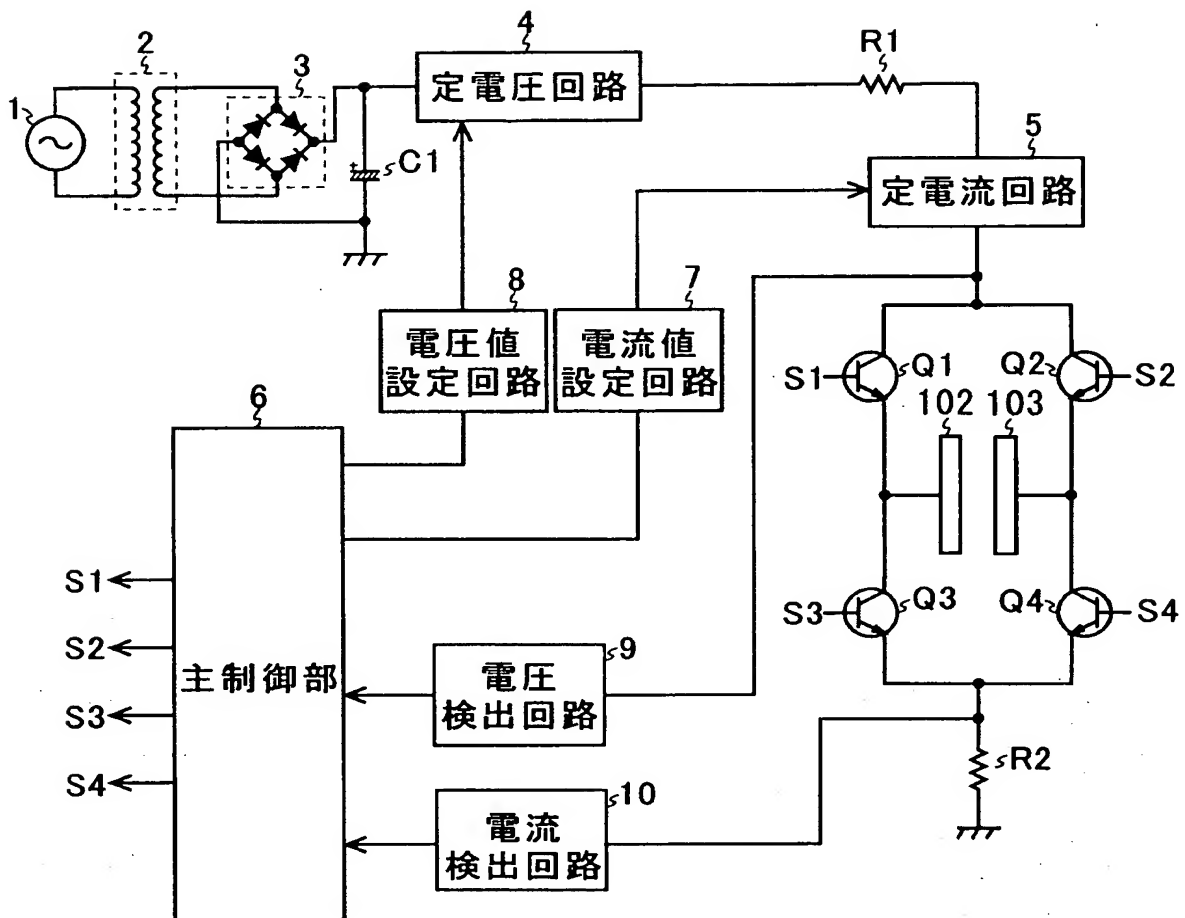 4
定電圧回路
R1
2
3
1
C1
5
定電流回路
8
電圧値
設定回路
7
電流値
設定回路
S1
Q1
Q2
S2
102
103
6
主制御部
S1
S2
S3
S4
S3
Q3
Q4
S4
9
電圧
検出回路
R2
10
電流
検出回路